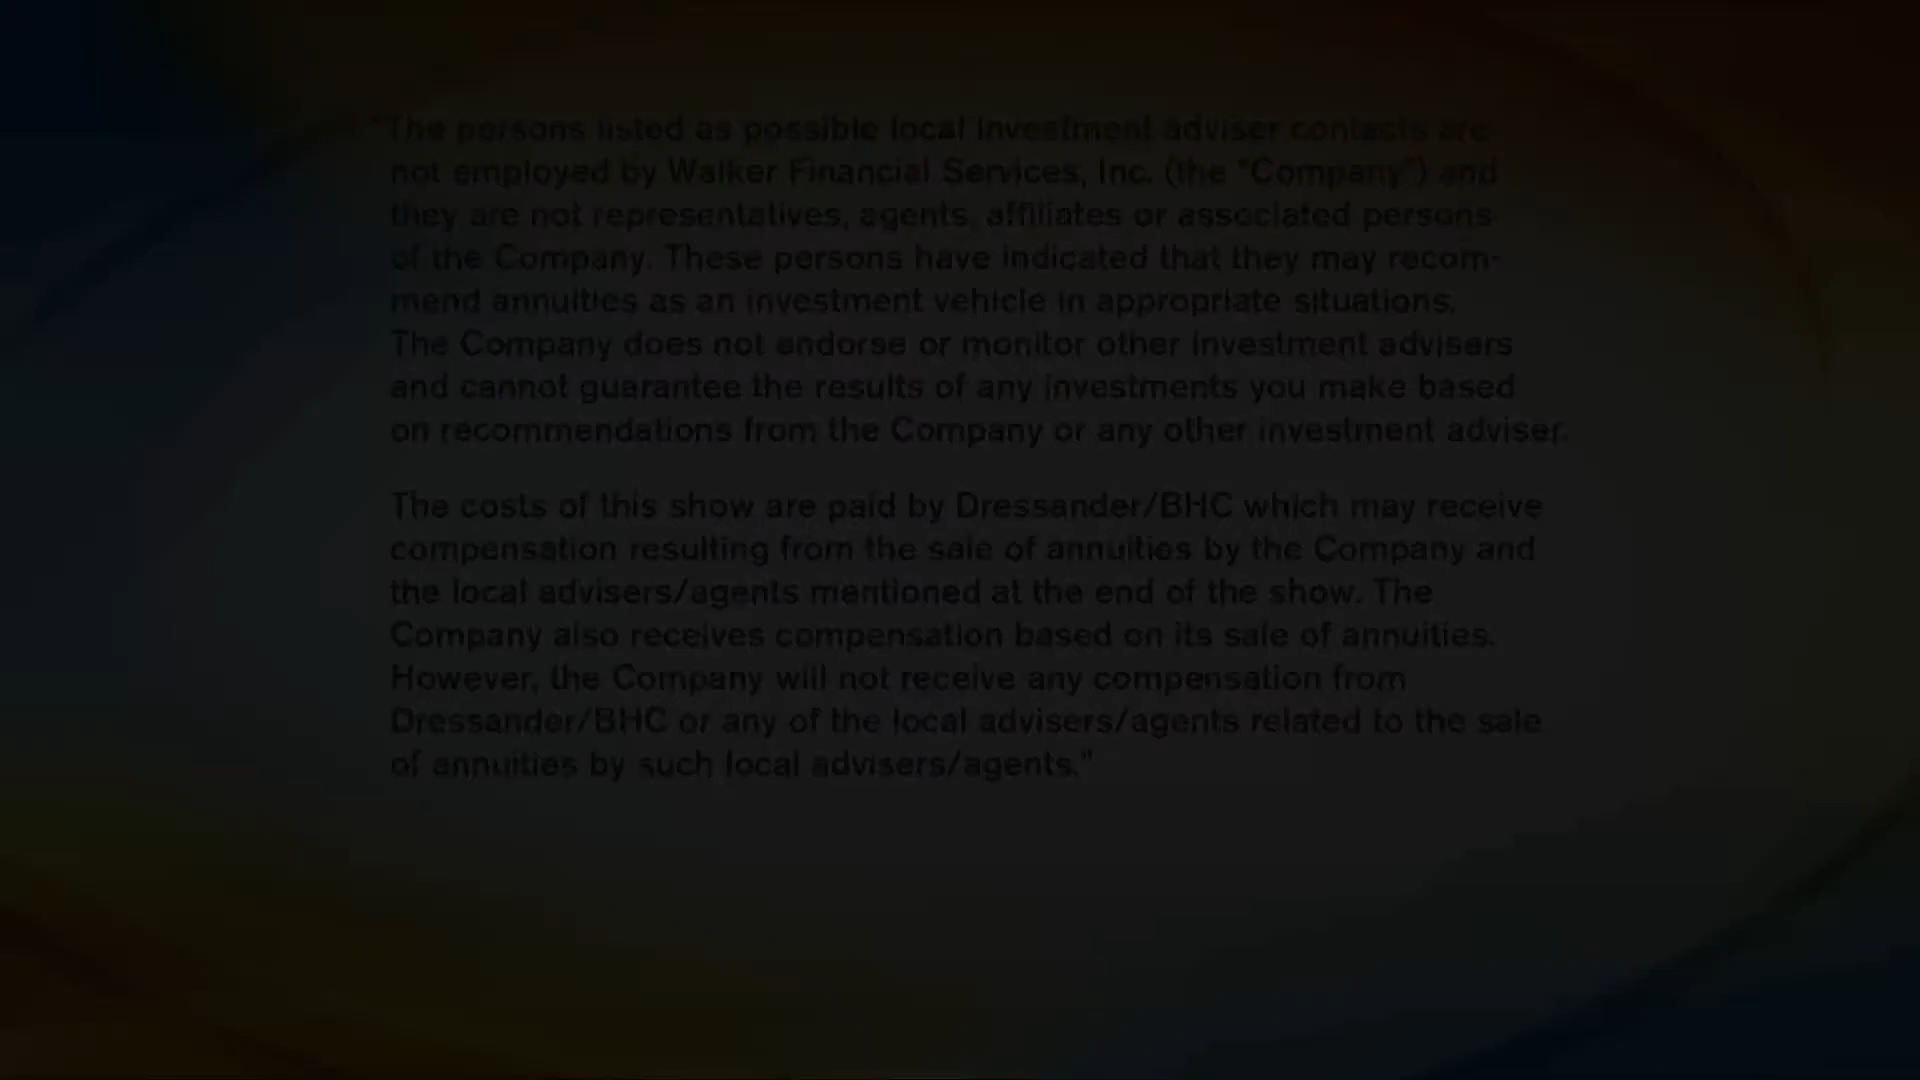 "The persons listed as possible local investment adviser contacts are
not employed by Walker Financial Services, Inc. (the "Company") and
they are not representatives, agents, affiliates or associated persons
of the Company. These persons have indicated that they may recom-
mend annuities as an investment vehicle in appropriate situations.
The Company does not endorse or monitor other investment advisers
and cannot guarantee the results of any investments you make based
on recommendations from the Company or any other investment adviser.
The costs of this show are paid by Dressander/BHC which may receive
compensation resulting from the sale of annuities by the Company and
the local advisers/agents mentioned at the end of the show. The
Company also receives compensation based on its sale of annuities.
However, the Company will not receive any compensation from
Dressander/BHC or any of the local advisers/agents related to the sale
of annuities by such local advisers/agents."